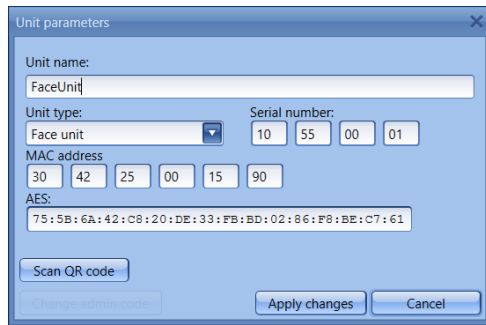 Unit parameters
Unit name:
FaceUnit
Unit type: Serial number:
Face unit 10 55 00 01
MAC address
30 42 25 00 15 90
AES:
75:5B:6A:42:C8:20:DE:33:FB:BD:02:86:F8:BE:C7:61
Scan QR code
Change admin code Apply changes Cancel